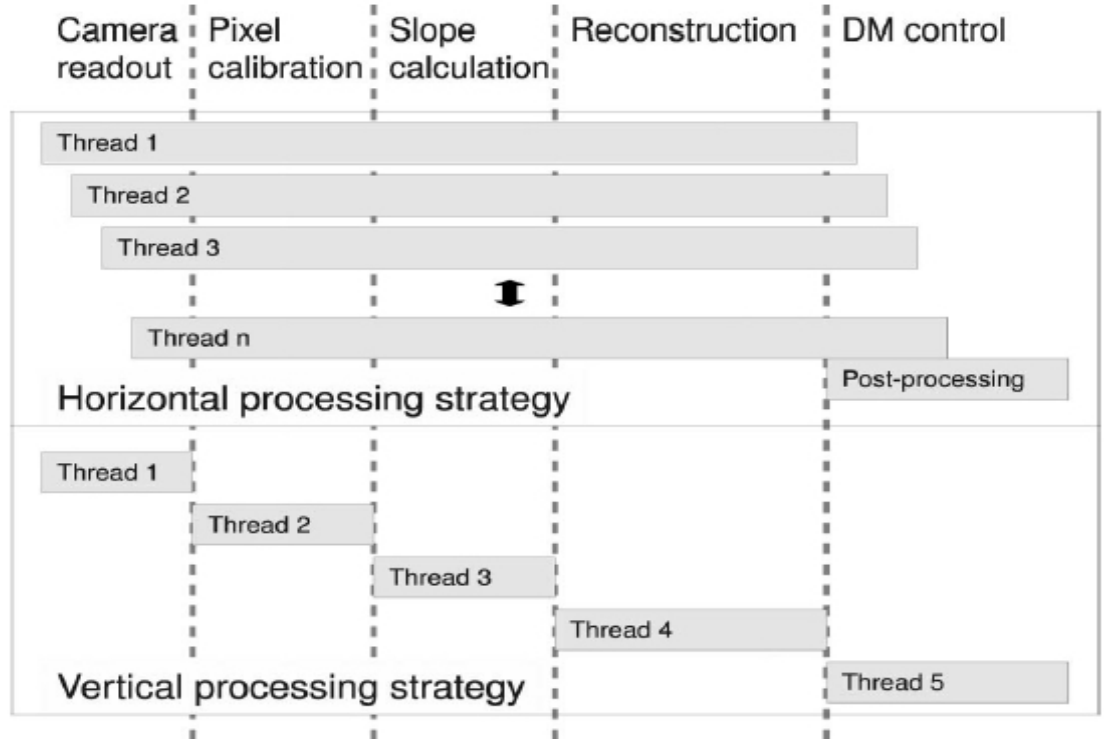 Camera readout
Pixel calibration
Slope calculation
Reconstruction
DM control
Thread 1
Thread 2
Thread 3
Thread n
Post-processing
Horizontal processing strategy
Thread 1
Thread 2
Thread 3
Thread 4
Thread 5
Vertical processing strategy